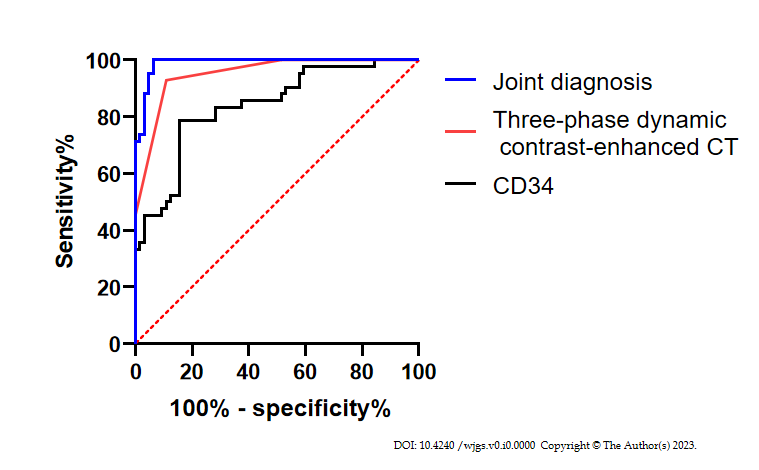 100
80
60
40
20
0
Sensitivity%
0 20 40 60 80 100
100% - specificity%
Joint diagnosis
Three-phase dynamic
contrast-enhanced CT
CD34
DOI: 10.4240 /wjgs.v0.i0.0000 Copyright © The Author(s) 2023.